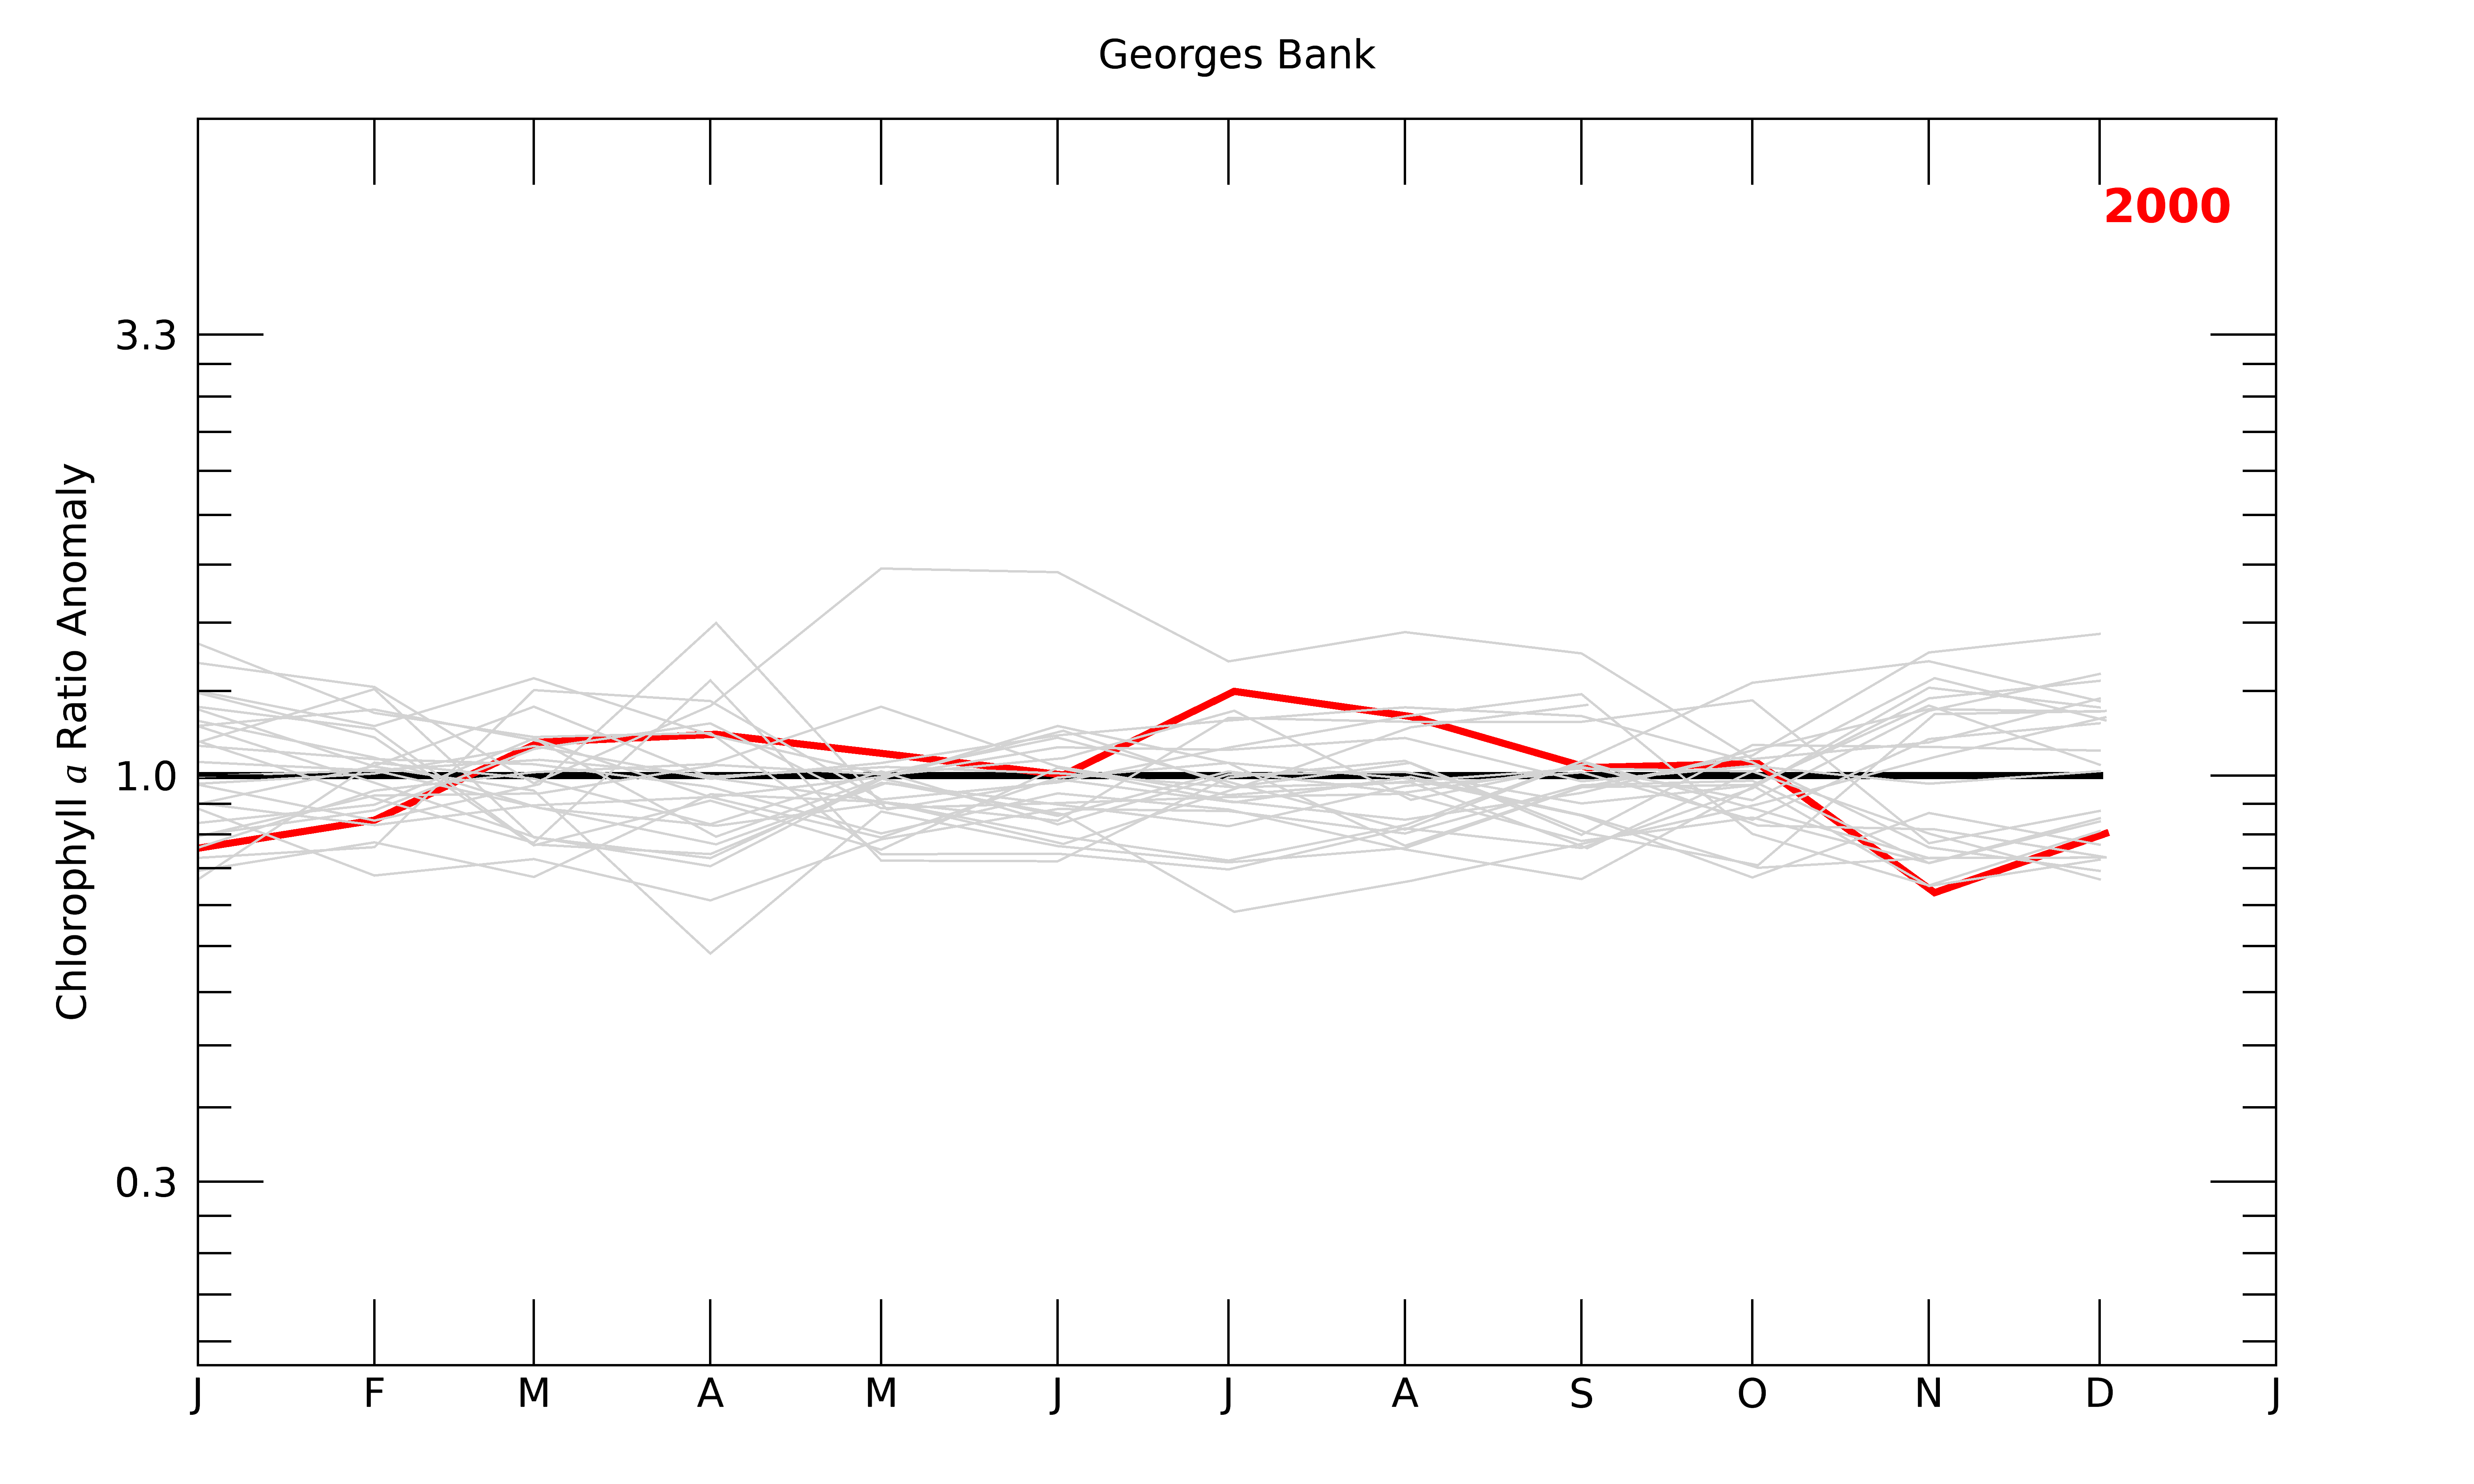 Georges Bank
2000
Chlorophyll a Ratio Anomaly
3.3
1.0
0.3
J F M A M J J A S O N D J